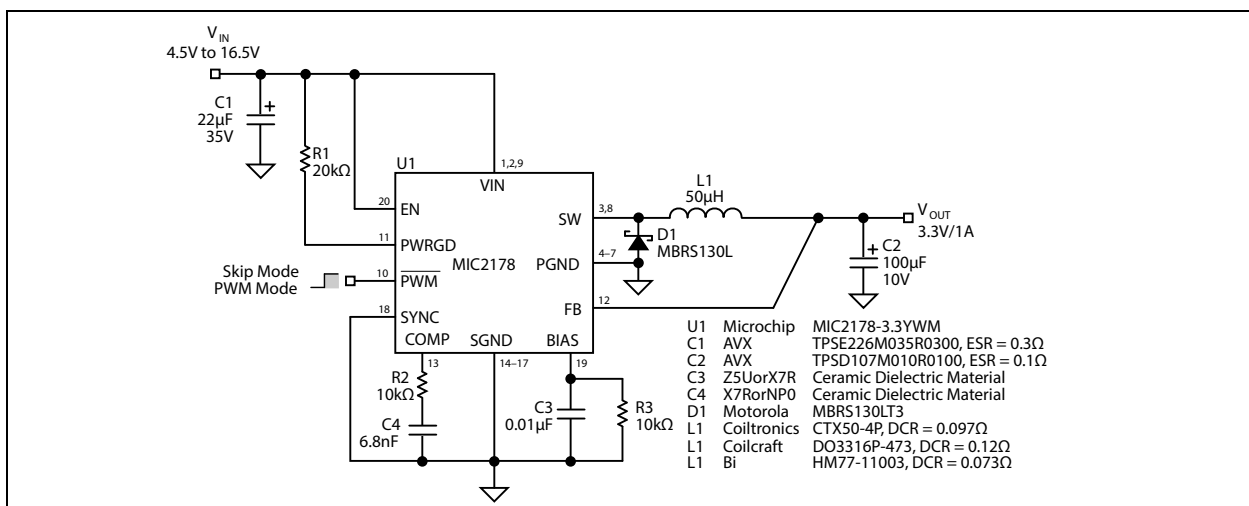 VIN
4.5V to 16.5V
C1
22µF
35V
R1
20kΩ
U1
1,2,9
VIN
20
EN
11
PWRGD
MIC2178
Skip Mode
PWM Mode
10
PWM
18
SYNC
COMP
SGND
BIAS
SW
3,8
PGND
4–7
FB
12
L1
50µH
D1
MBRS130L
VOUT
3.3V/1A
C2
100µF
10V
13
14–17
19
R2
10kΩ
C4
6.8nF
C3
0.01µF
R3
10kΩ
U1 Microchip MIC2178-3.3YWM
C1 AVX TPSE226M035R0300, ESR = 0.3Ω
C2 AVX TPSD107M010R0100, ESR = 0.1Ω
C3 Z5UorX7R Ceramic Dielectric Material
C4 X7RorNP0 Ceramic Dielectric Material
D1 Motorola MBRS130LT3
L1 Coiltronics CTX50-4P, DCR = 0.097Ω
L1 Coilcraft DO3316P-473, DCR = 0.12Ω
L1 Bi HM77-11003, DCR = 0.073Ω